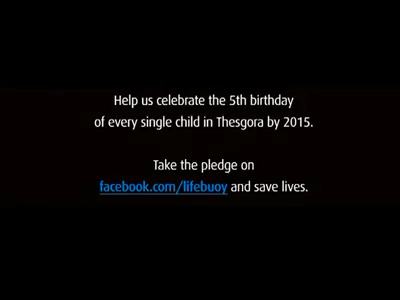 Help us celebrate the 5th birthday
of every single child in Thesgora by 2015.
Take the pledge on
facebook.com/lifebuoy and save lives.